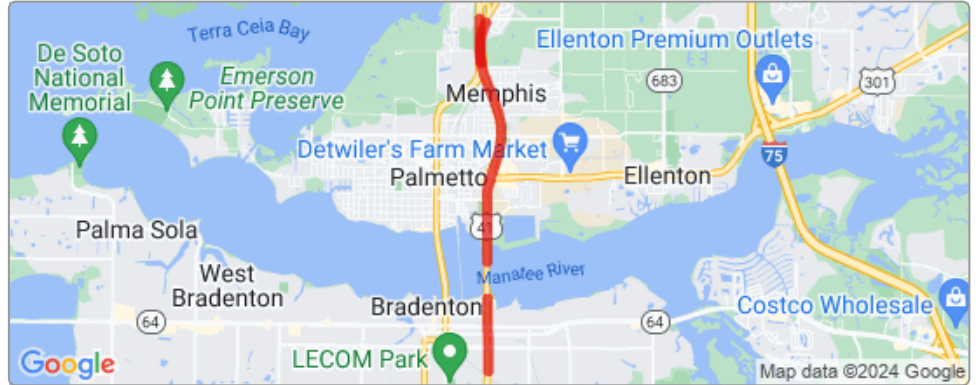 Terra Ceia Bay
De Soto
National
Memorial
Emerson
Point Preserve
Ellenton Premium Outlets
683
301
Memphis
Detwiler's Farm Market
75
Palmetto
Ellenton
Palma Sola
41
Manatee River
West
Bradenton
Bradenton
Costco Wholesale
64
64
LECOM Park
Google
Map data ©2024 Google